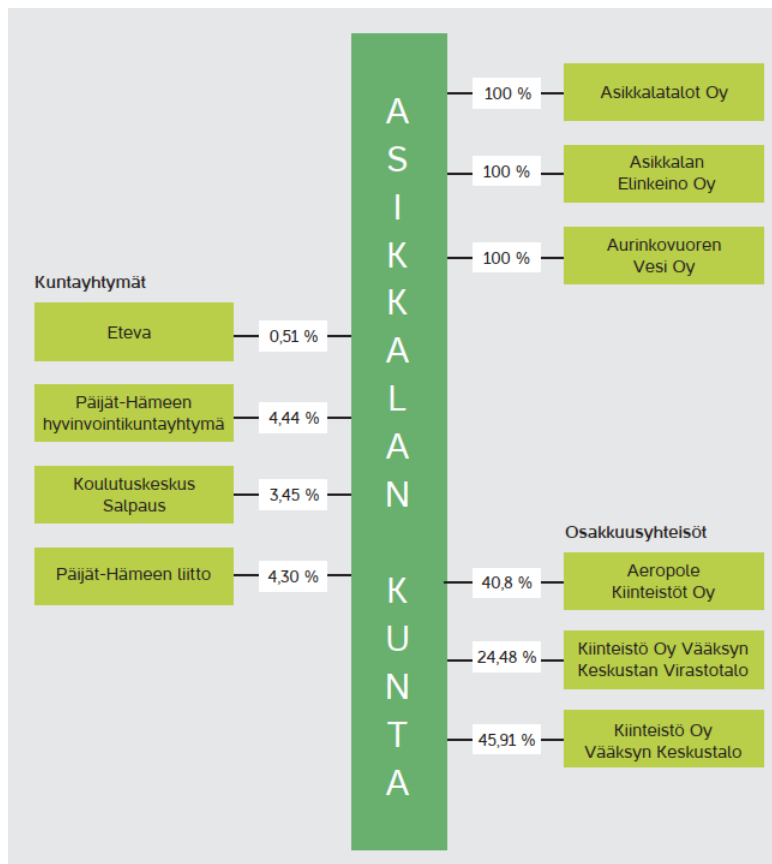 ASIKKALAN KUNTA
Kuntayhtymät
Eteva
0,51 %
Päijät-Hämeen
hyvinvointikuntayhtymä
4,44 %
Koulutuskeskus
Salpaus
3,45 %
Päijät-Hämeen liitto
4,30 %
100 %
Asikkalatalot Oy
100 %
Asikkalan
Elinkeino Oy
100 %
Aurinkovuoren
Vesi Oy
Osakkuusyhteisöt
40,8 %
Aeropole
Kiinteistöt Oy
24,48 %
Kiinteistö Oy Vääksyn
Keskustan Virastotalo
45,91 %
Kiinteistö Oy
Vääksyn Keskustalo